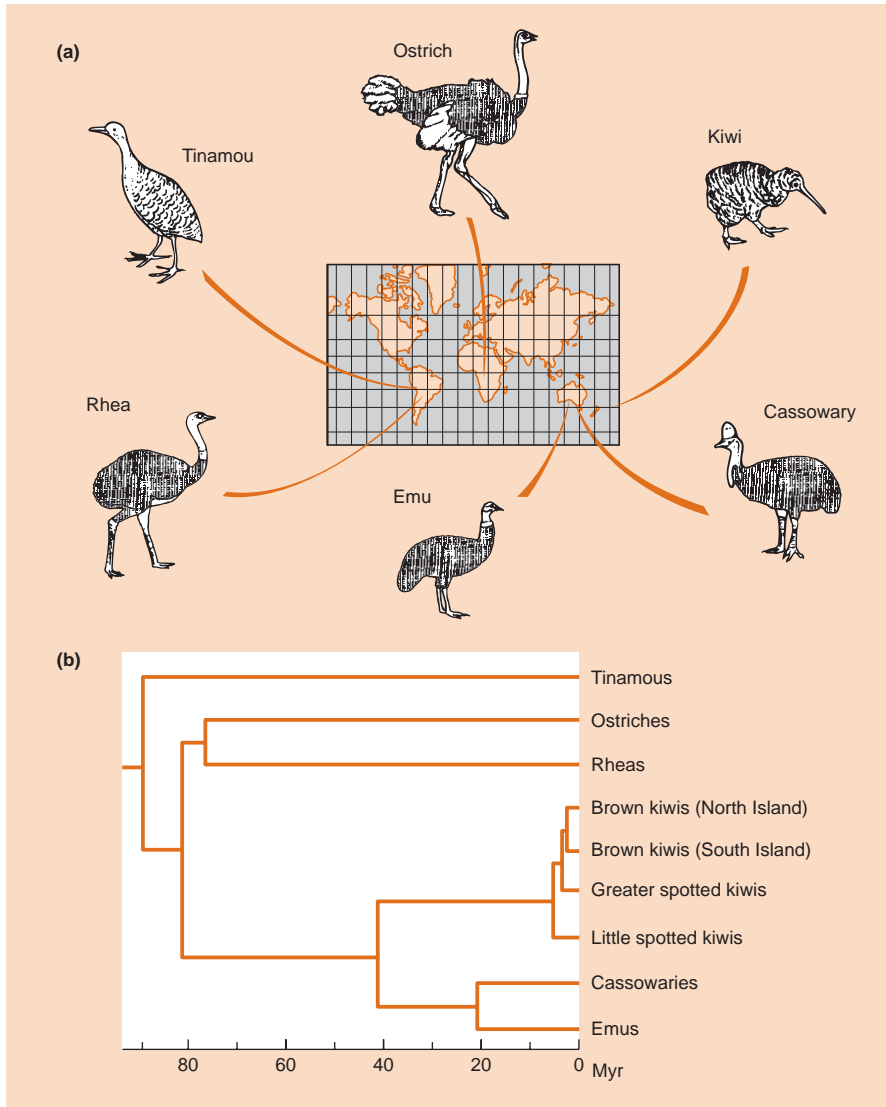 (a)
Ostrich
Tinamou
Kiwi
Rhea
Cassowary
Emu
(b)
Tinamous
Ostriches
Rheas
Brown kiwis (North Island)
Brown kiwis (South Island)
Greater spotted kiwis
Little spotted kiwis
Cassowaries
Emus
80 60 40 20 0 Myr